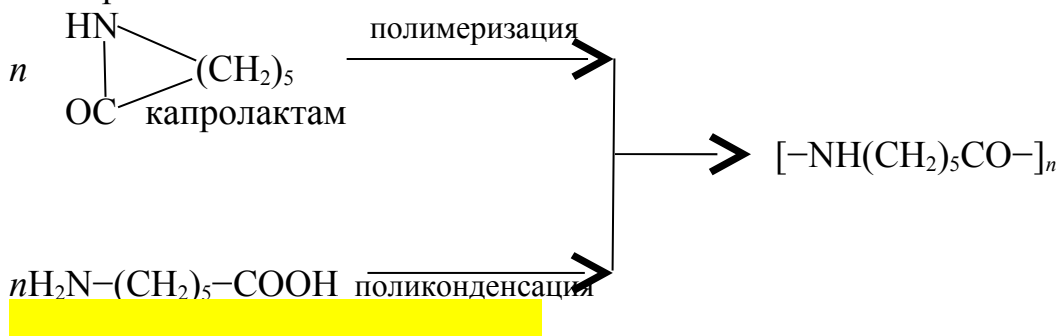 HN
полимеризация
n (CH₂)₅
OC капролактам
[−NH(CH₂)₅CO−]ₙ
nH₂N−(CH₂)₅−COOH поликонденсация